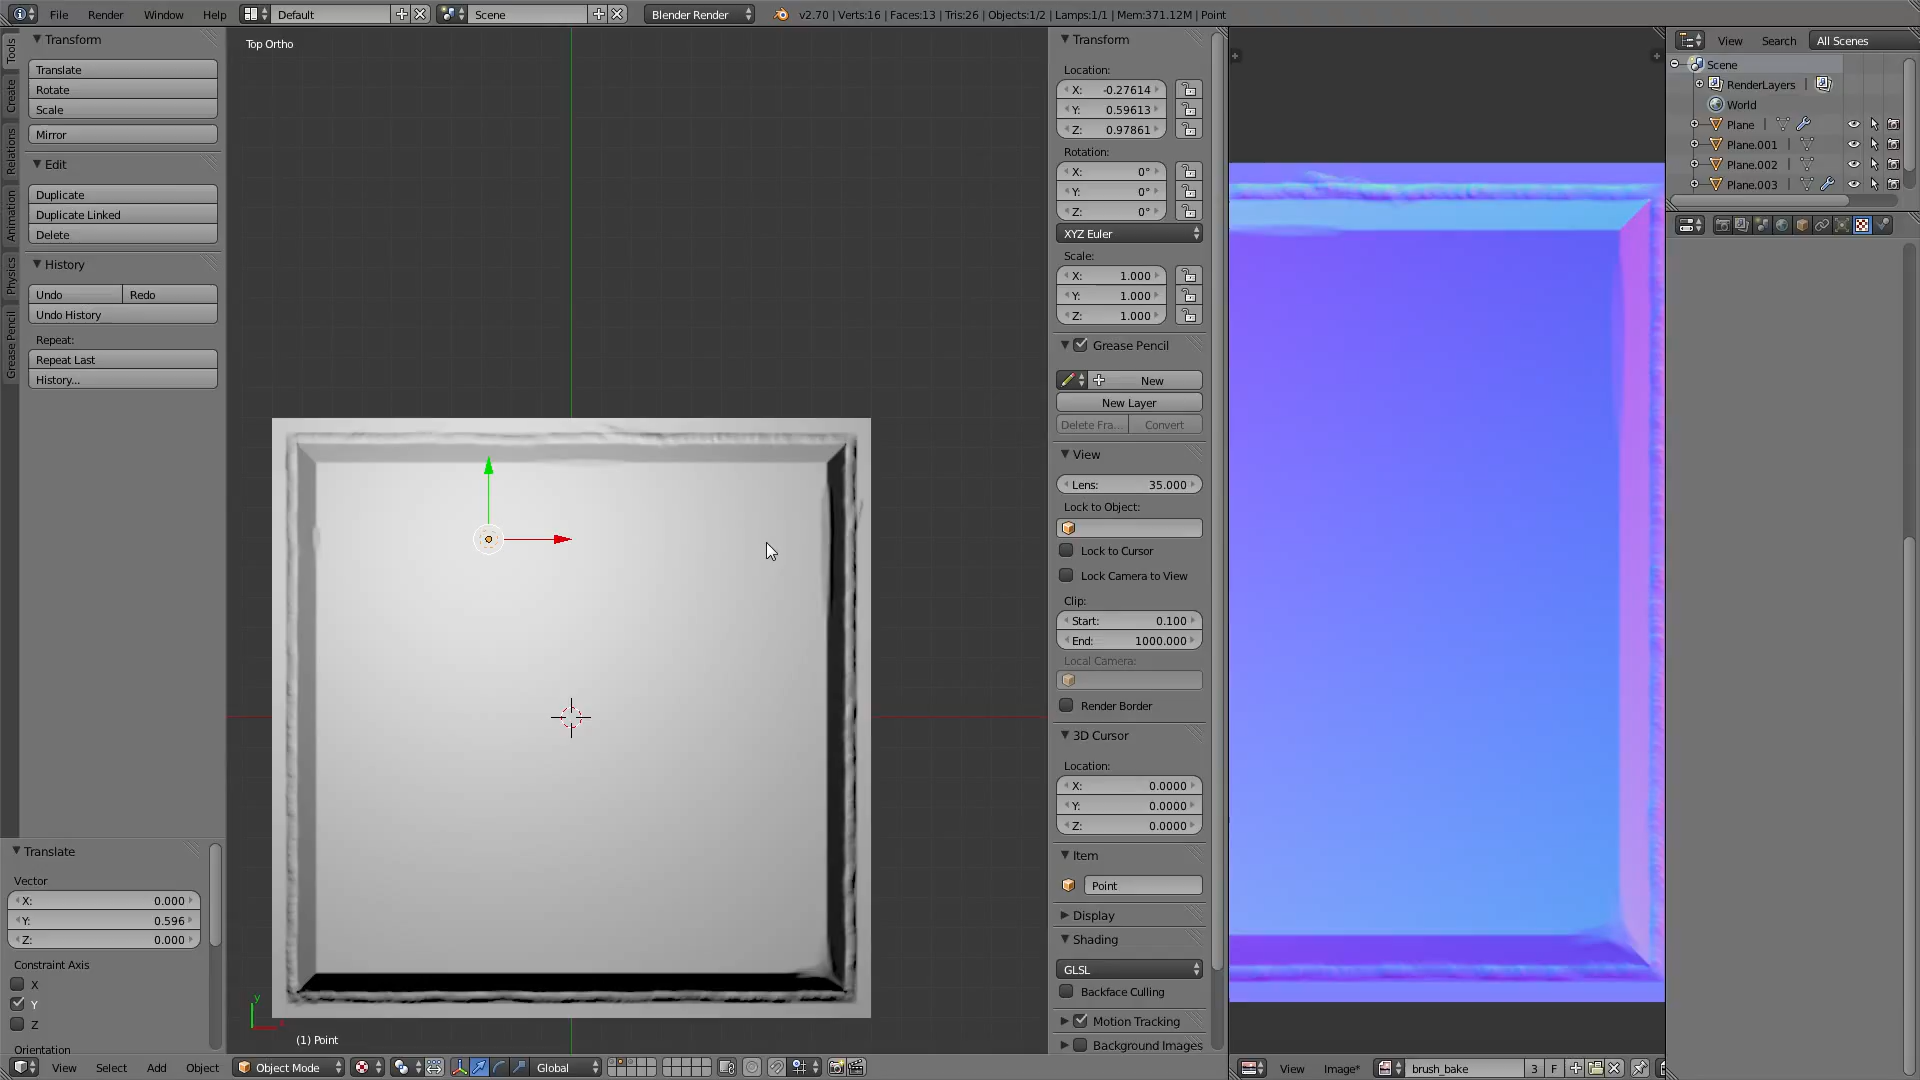 File Render Window Help Default Scene Blender Render v2.70 | Verts:16 | Faces:13 | Tris:26 | Objects:1/2 | Lamps:1/1 | Mem:371.12M | Point
Tools
Create
Relations
Animation
Physics
Grease Pencil
Transform
Translate
Rotate
Scale
Mirror
Edit
Duplicate
Duplicate Linked
Delete
History
Undo Redo
Undo History
Repeat:
Repeat Last
History...
Translate
Vector
X: 0.000
Y: 0.596
Z: 0.000
Constraint Axis
X
Y
Z
Orientation
Top Ortho
y
(1) Point
View Select Add Object Object Mode Global
Transform
Location:
X: -0.27614
Y: 0.59613
Z: 0.97861
Rotation:
X: 0°
Y: 0°
Z: 0°
XYZ Euler
Scale:
X: 1.000
Y: 1.000
Z: 1.000
Grease Pencil
New
New Layer
Delete Fra... Convert
View
Lens: 35.000
Lock to Object:
Lock to Cursor
Lock Camera to View
Clip:
Start: 0.100
End: 1000.000
Local Camera:
Render Border
3D Cursor
Location:
X: 0.0000
Y: 0.0000
Z: 0.0000
Item
Point
Display
Shading
GLSL
Backface Culling
Motion Tracking
Background Images
View Image* brush_bake 3 F
View Search All Scenes
Scene
RenderLayers |
World
Plane |
Plane.001
Plane.002
Plane.003